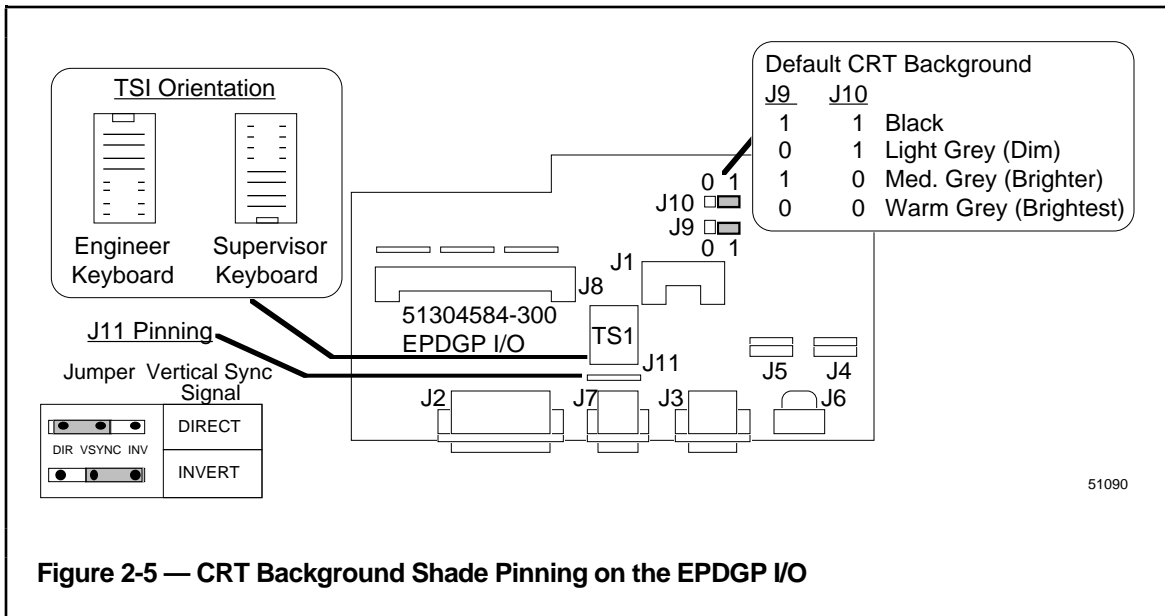 TSI Orientation
Engineer Keyboard
Supervisor Keyboard
J11 Pinning
Jumper Vertical Sync Signal
DIRECT
DIR VSYNC INV
INVERT
Default CRT Background
J9 J10
1 1 Black
0 1 Light Grey (Dim)
1 0 Med. Grey (Brighter)
0 0 Warm Grey (Brightest)
0 1
J10
J9
0 1
J1
J8
51304584-300
EPDGP I/O
TS1
J11
J5
J4
J2
J7
J3
J6
51090
Figure 2-5 — CRT Background Shade Pinning on the EPDGP I/O